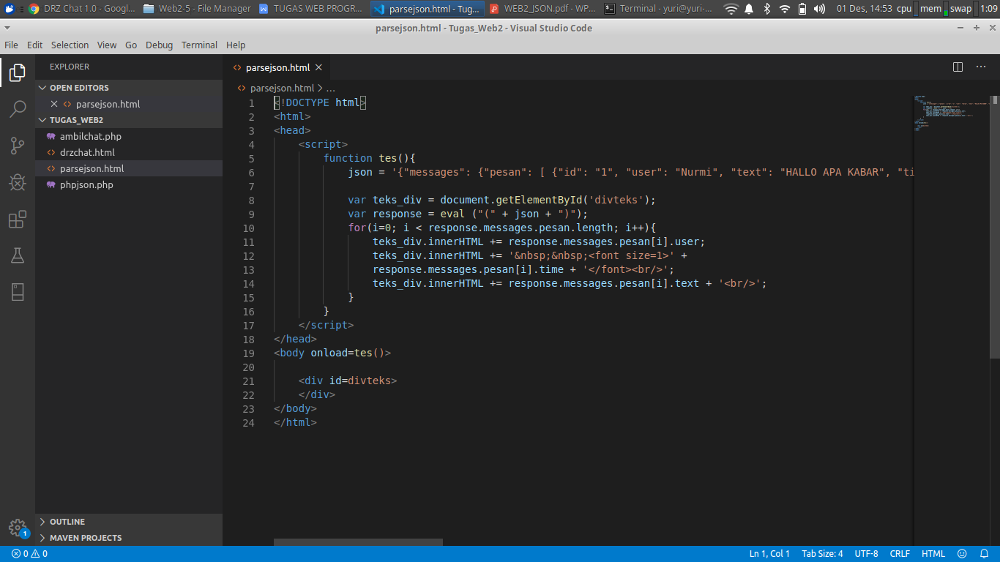 DRZ Chat 1.0 - Googl... Web2-5 - File Manager TUGAS WEB PROGR... parsejson.html - Tug... WEB2_JSON.pdf - WP... Terminal - yuri@yuri-... 01 Des, 14:53 cpu mem swap 1:09
parsejson.html - Tugas_Web2 - Visual Studio Code
File Edit Selection View Go Debug Terminal Help
EXPLORER
OPEN EDITORS
parsejson.html
TUGAS_WEB2
ambilchat.php
drzchat.html
parsejson.html
phpjson.php
OUTLINE
MAVEN PROJECTS
1
parsejson.html
parsejson.html > ...
1 <!DOCTYPE html>
2 <html>
3 <head>
4 <script>
5 function tes(){
6 json = '{"messages": {"pesan": [ {"id": "1", "user": "Nurmi", "text": "HALLO APA KABAR", "ti
7
8 var teks_div = document.getElementById('divteks');
9 var response = eval ("(" + json + ")");
10 for(i=0; i < response.messages.pesan.length; i++){
11 teks_div.innerHTML += response.messages.pesan[i].user;
12 teks_div.innerHTML += '&nbsp;&nbsp;<font size=1>' +
13 response.messages.pesan[i].time + '</font><br/>';
14 teks_div.innerHTML += response.messages.pesan[i].text + '<br/>';
15 }
16 }
17 </script>
18 </head>
19 <body onload=tes()>
20
21 <div id=divteks>
22 </div>
23 </body>
24 </html>
0 0 Ln 1, Col 1 Tab Size: 4 UTF-8 CRLF HTML